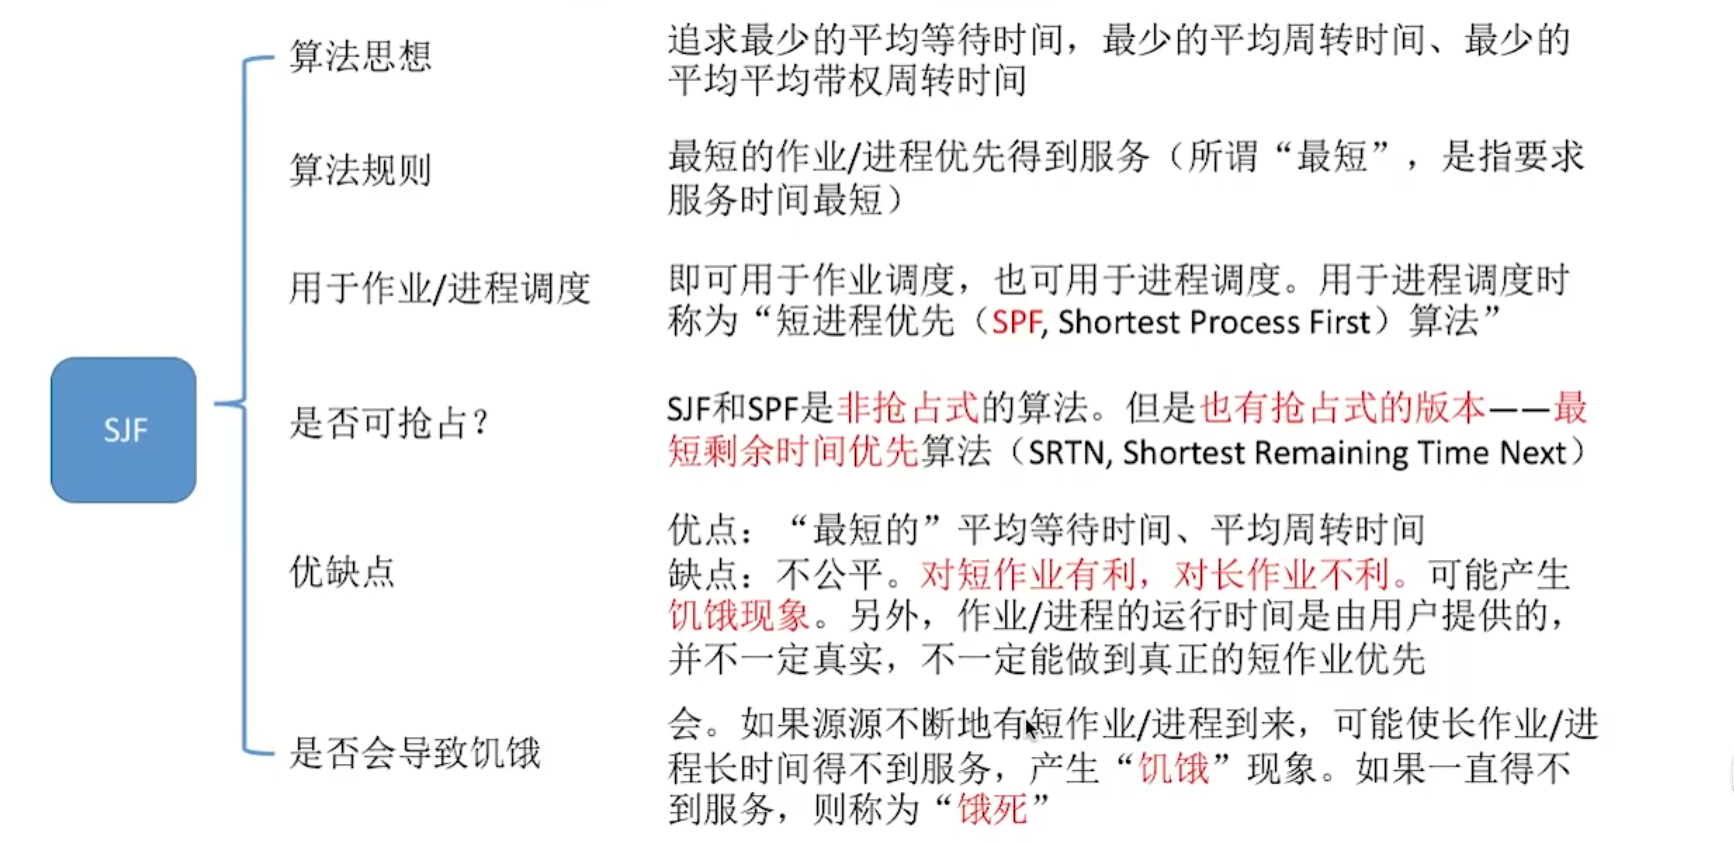 SJF
算法思想
追求最少的平均等待时间，最少的平均周转时间、最少的
平均平均带权周转时间
算法规则
最短的作业/进程优先得到服务（所谓“最短”，是指要求
服务时间最短）
用于作业/进程调度
即可用于作业调度，也可用于进程调度。用于进程调度时
称为“短进程优先（SPF, Shortest Process First）算法”
是否可抢占？
SJF和SPF是非抢占式的算法。但是也有抢占式的版本——最
短剩余时间优先算法（SRTN, Shortest Remaining Time Next）
优缺点
优点：“最短的”平均等待时间、平均周转时间
缺点：不公平。对短作业有利，对长作业不利。可能产生
饥饿现象。另外，作业/进程的运行时间是由用户提供的，
并不一定真实，不一定能做到真正的短作业优先
是否会导致饥饿
会。如果源源不断地有短作业/进程到来，可能使长作业/进
程长时间得不到服务，产生“饥饿”现象。如果一直得不
到服务，则称为“饿死”